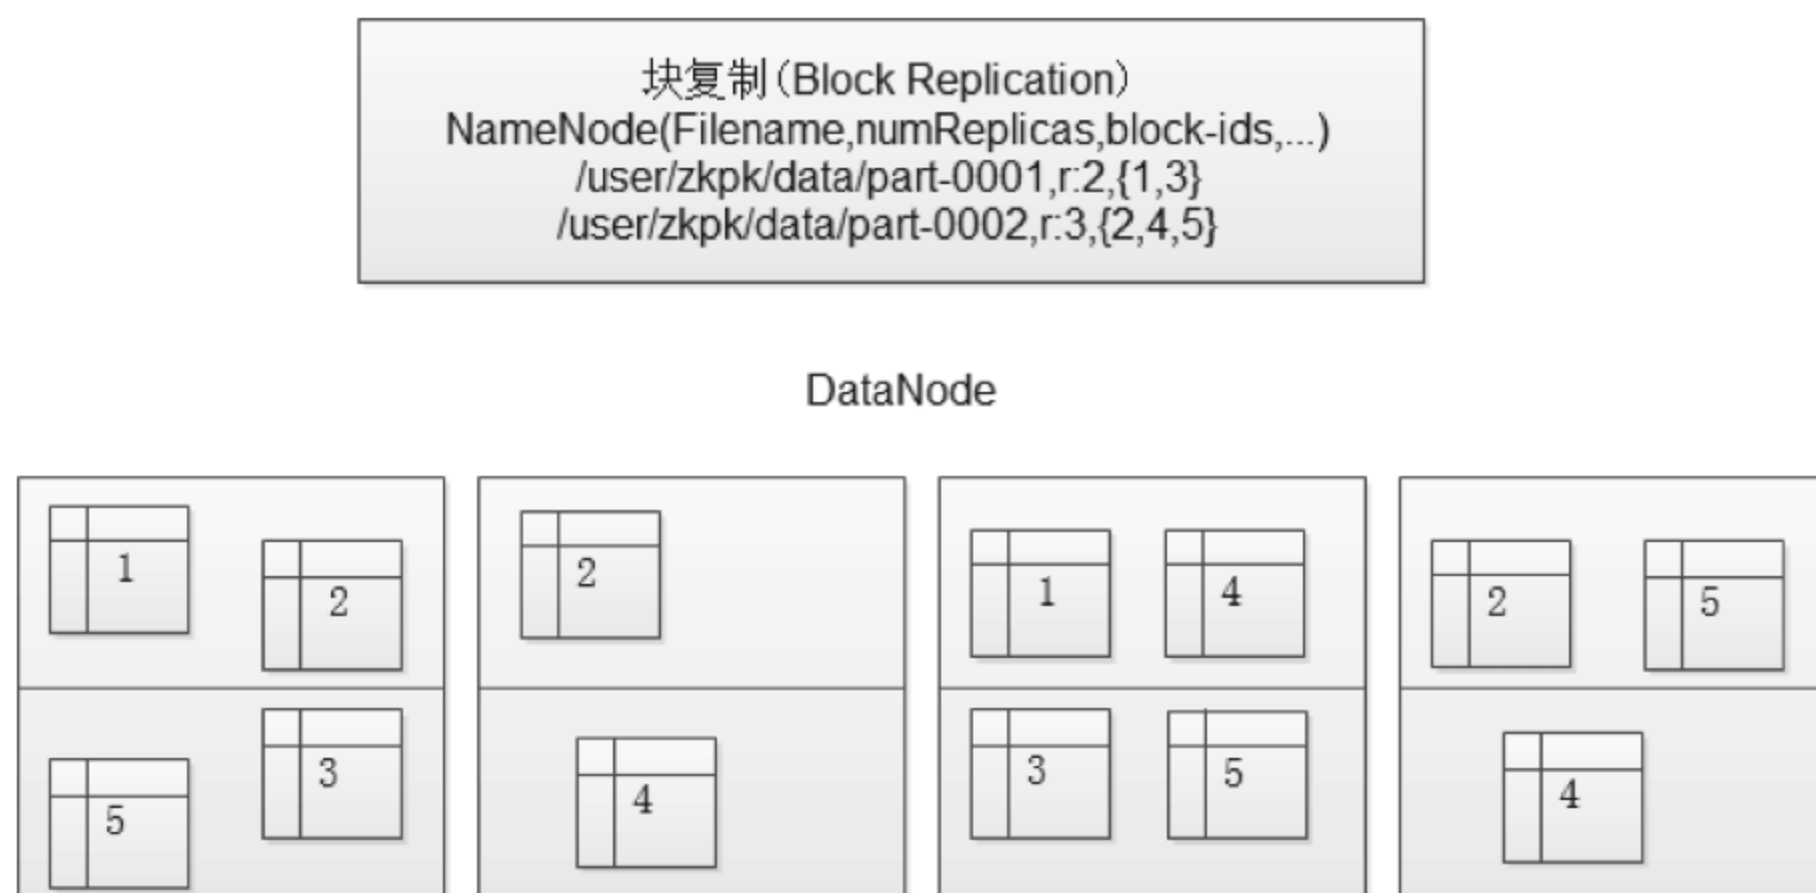 块复制(Block Replication)
NameNode(Filename,numReplicas,block-ids,...)
/user/zkpk/data/part-0001,r:2,{1,3}
/user/zkpk/data/part-0002,r:3,{2,4,5}
DataNode
1
2
5
3
2
4
1
4
3
5
2
5
4